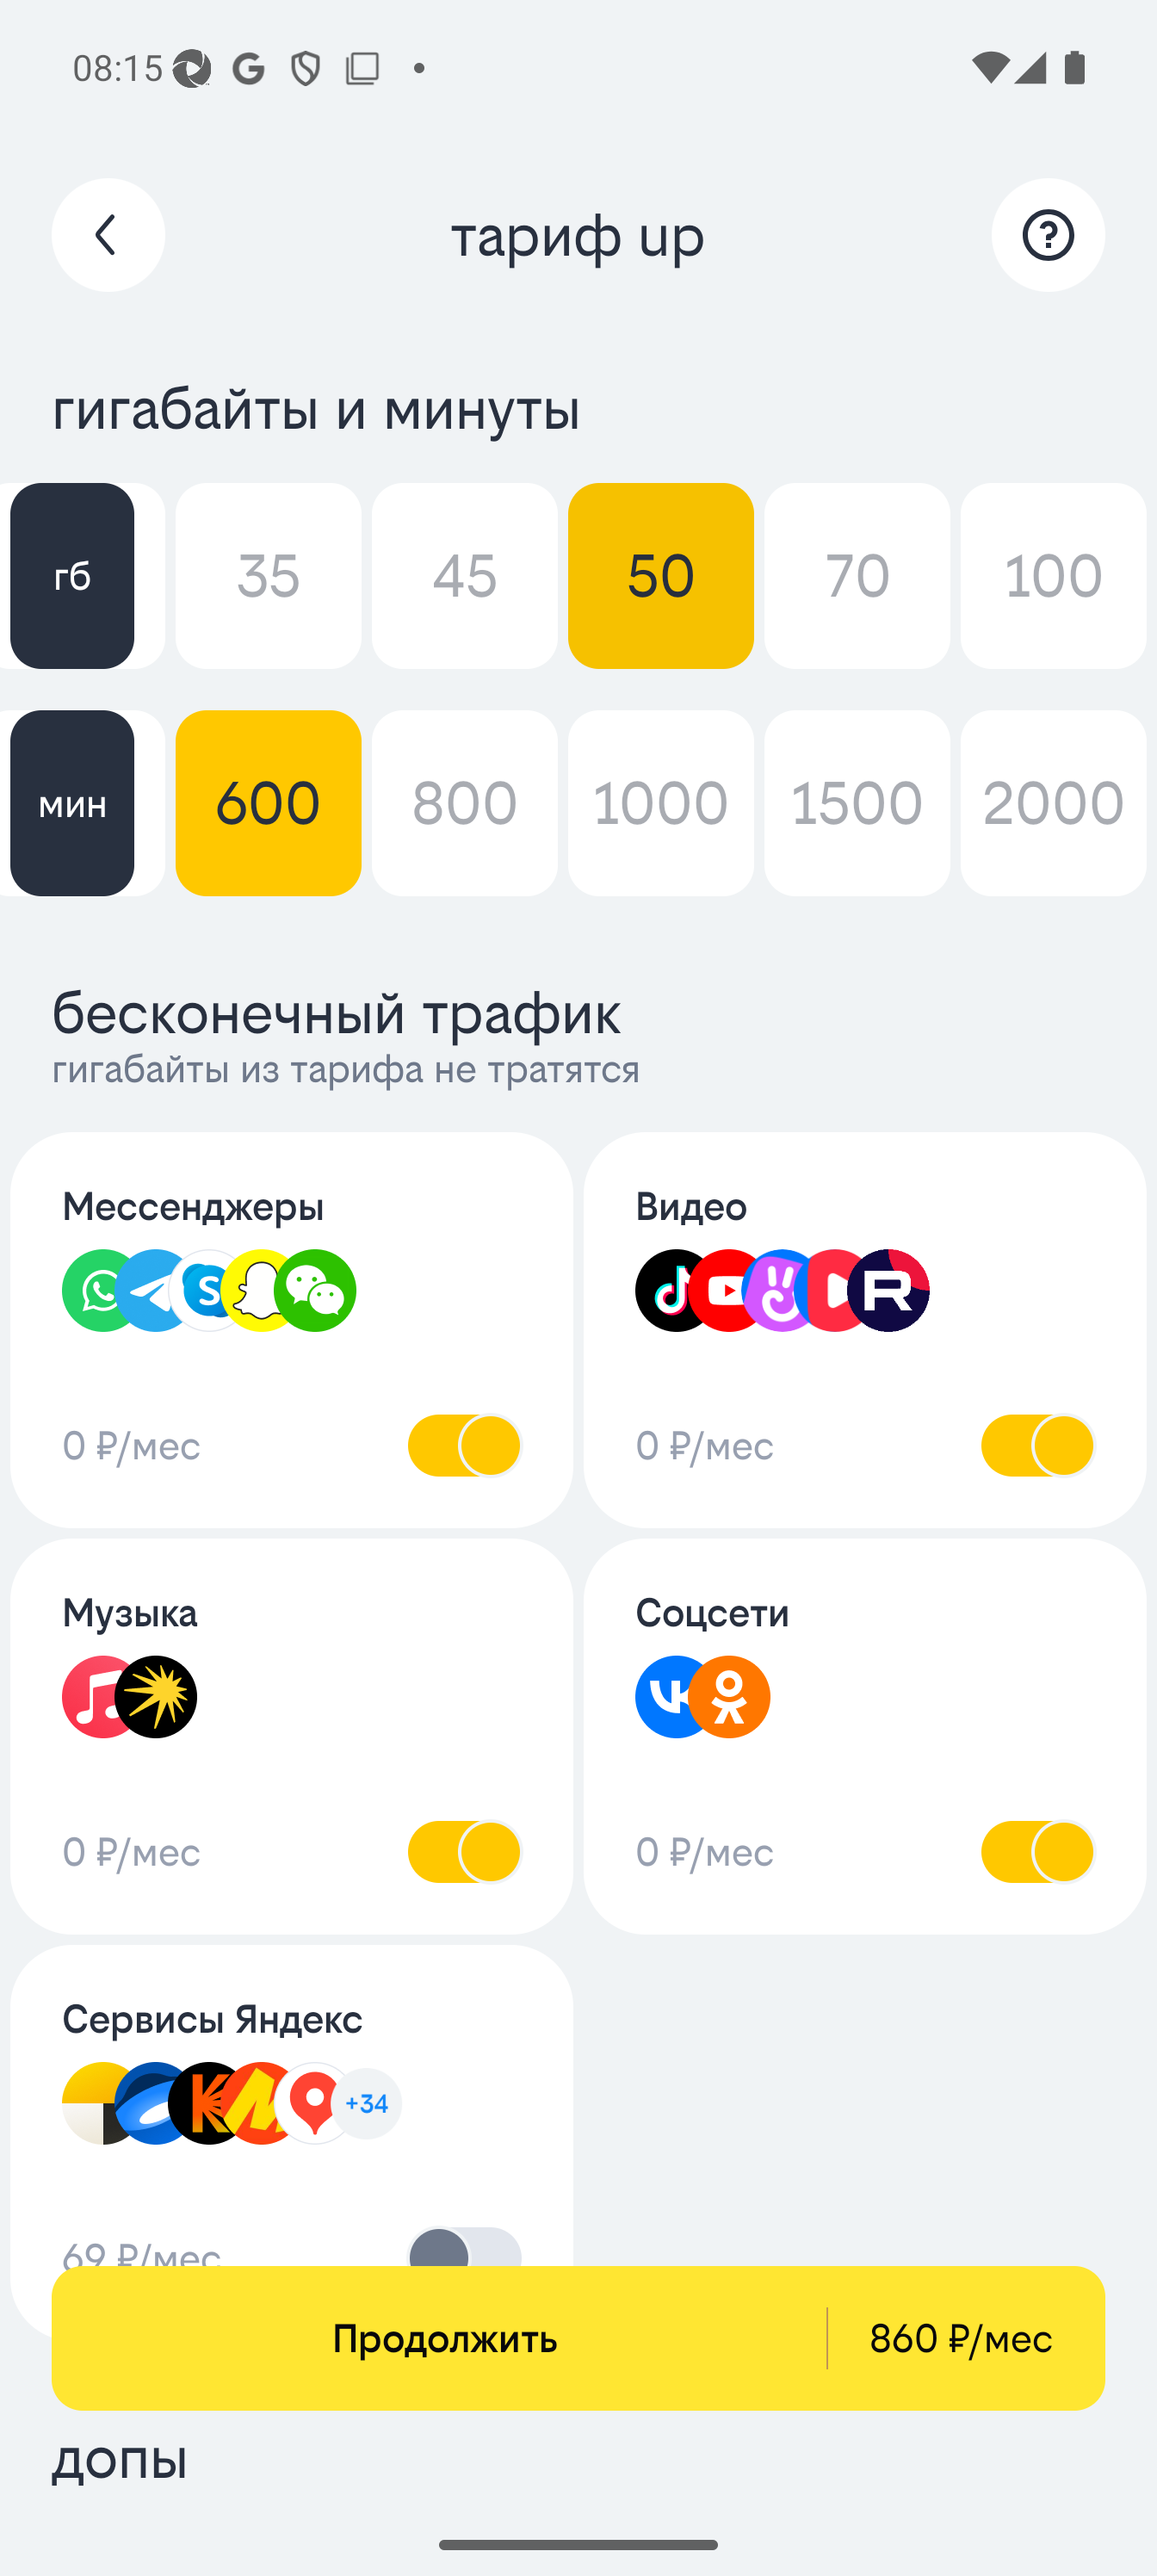 08:15
тариф up
гигабайты и минуты
гб 35 45 50 70 100
мин 600 800 1000 1500 2000
бесконечный трафик
гигабайты из тарифа не тратятся
Мессенджеры Видео
0 ₽/мес 0 ₽/мес
Музыка Соцсети
0 ₽/мес 0 ₽/мес
Сервисы Яндекс
+34
69 ₽/мес
Продолжить 860 ₽/мес
допы